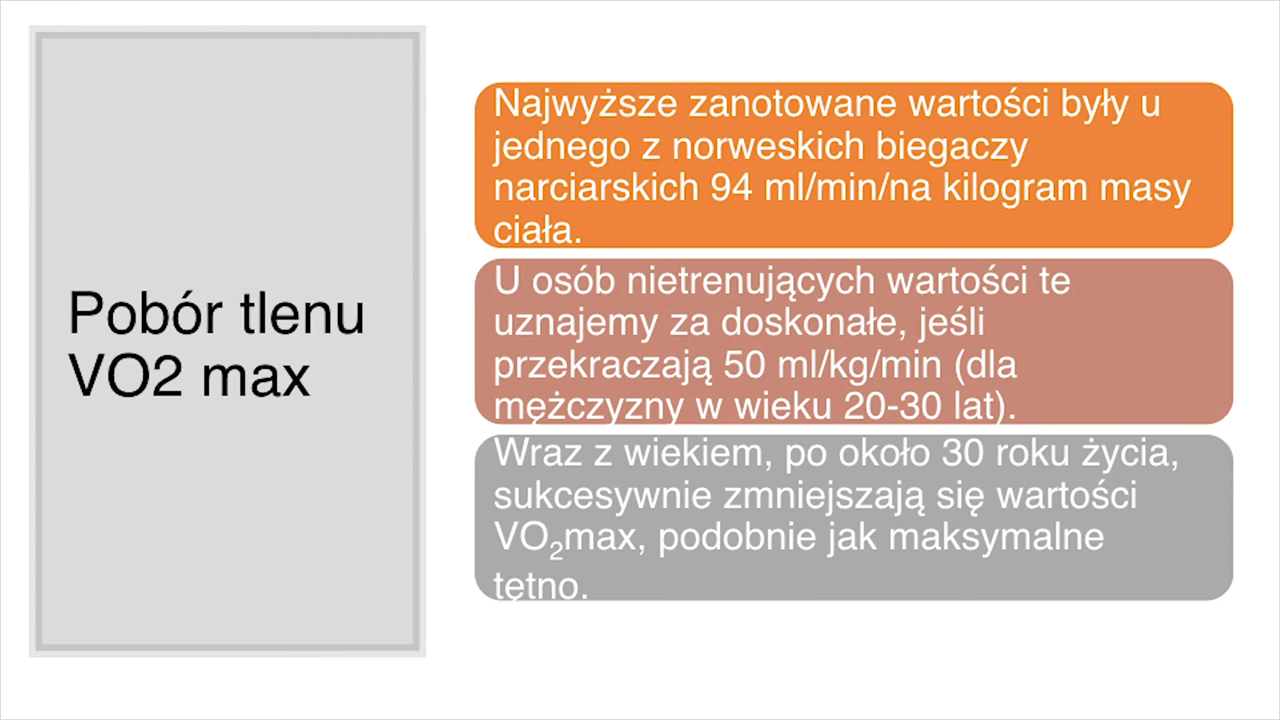 Pobór tlenu
VO2 max
Najwyższe zanotowane wartości były u
jednego z norweskich biegaczy
narciarskich 94 ml/min/na kilogram masy
ciała.
U osób nietrenujących wartości te
uznajemy za doskonałe, jeśli
przekraczają 50 ml/kg/min (dla
mężczyzny w wieku 20-30 lat).
Wraz z wiekiem, po około 30 roku życia,
sukcesywnie zmniejszają się wartości
VO₂max, podobnie jak maksymalne
tętno.